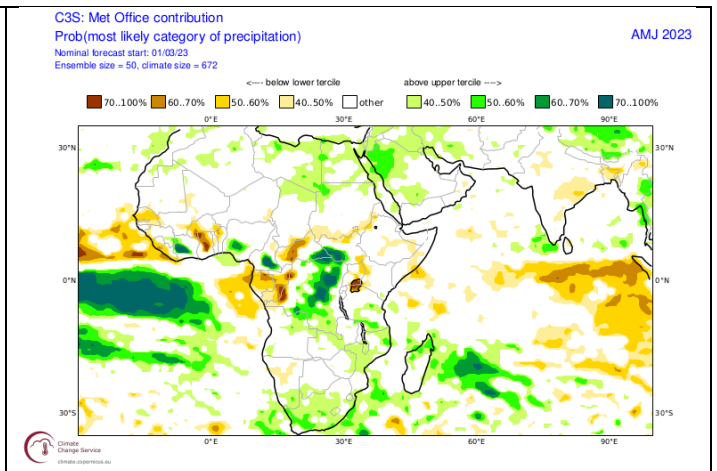 C3S: Met Office contribution
Prob(most likely category of precipitation)
AMJ 2023
Nominal forecast start: 01/03/23
Ensemble size = 50, climate size = 672
<---- below lower tercile above upper tercile ---->
70..100% 60..70% 50..60% 40..50% other 40..50% 50..60% 60..70% 70..100%
0°E 30°E 60°E 90°E
30°N 30°N
0°N 0°N
30°S 30°S
0°E 30°E 60°E 90°E
Climate
Change Service
climate.copernicus.eu